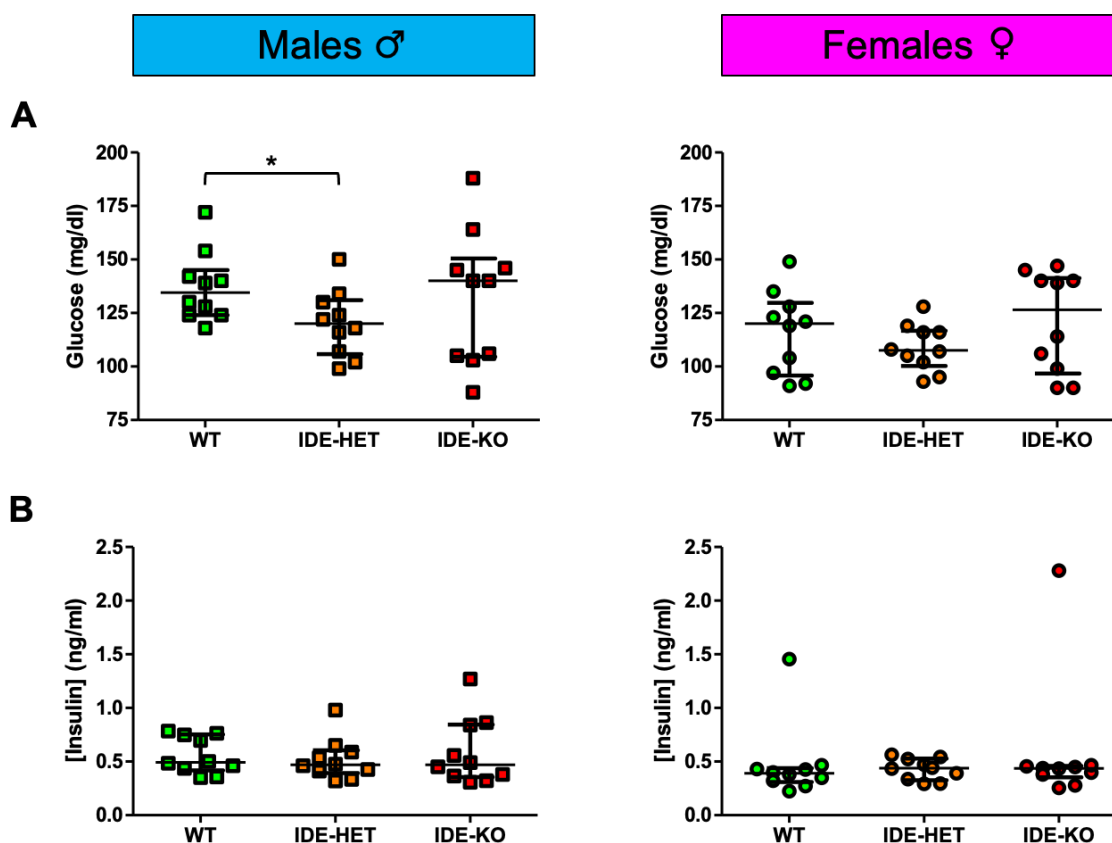 Males ♂
Females ♀
A
200
175
150
125
100
75
Glucose (mg/dl)
*
WT
IDE-HET
IDE-KO
200
175
150
125
100
75
Glucose (mg/dl)
WT
IDE-HET
IDE-KO
B
2.5
2.0
1.5
1.0
0.5
0.0
[Insulin] (ng/ml)
WT
IDE-HET
IDE-KO
2.5
2.0
1.5
1.0
0.5
0.0
[Insulin] (ng/ml)
WT
IDE-HET
IDE-KO